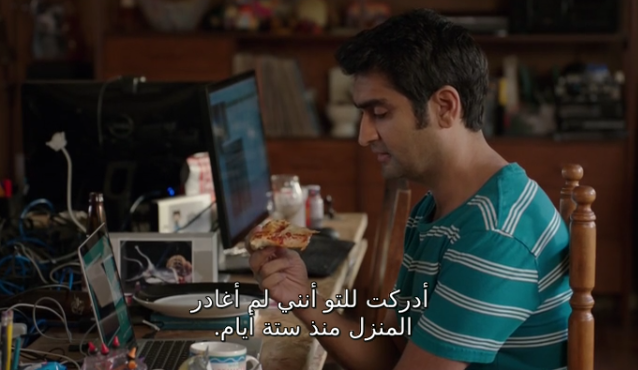 أدركت للتو أنني لم أغادر
المنزل منذ ستة أيام.